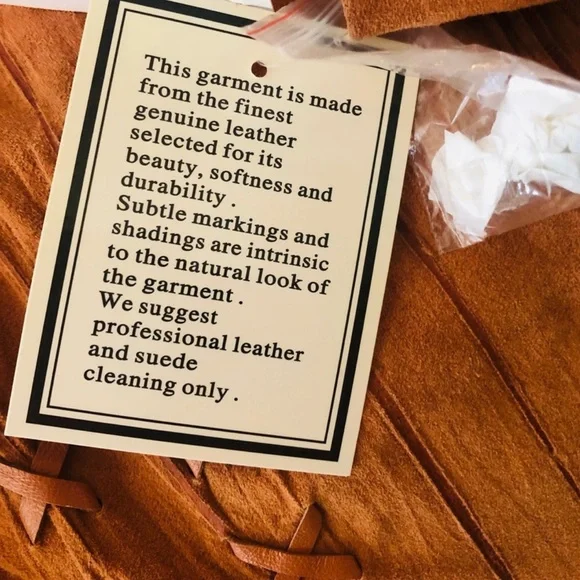 This garment is made
from the finest
genuine leather
selected for its
beauty, softness and
durability .
Subtle markings and
shadings are intrinsic
to the natural look of
the garment .
We suggest
professional leather
and suede
cleaning only .